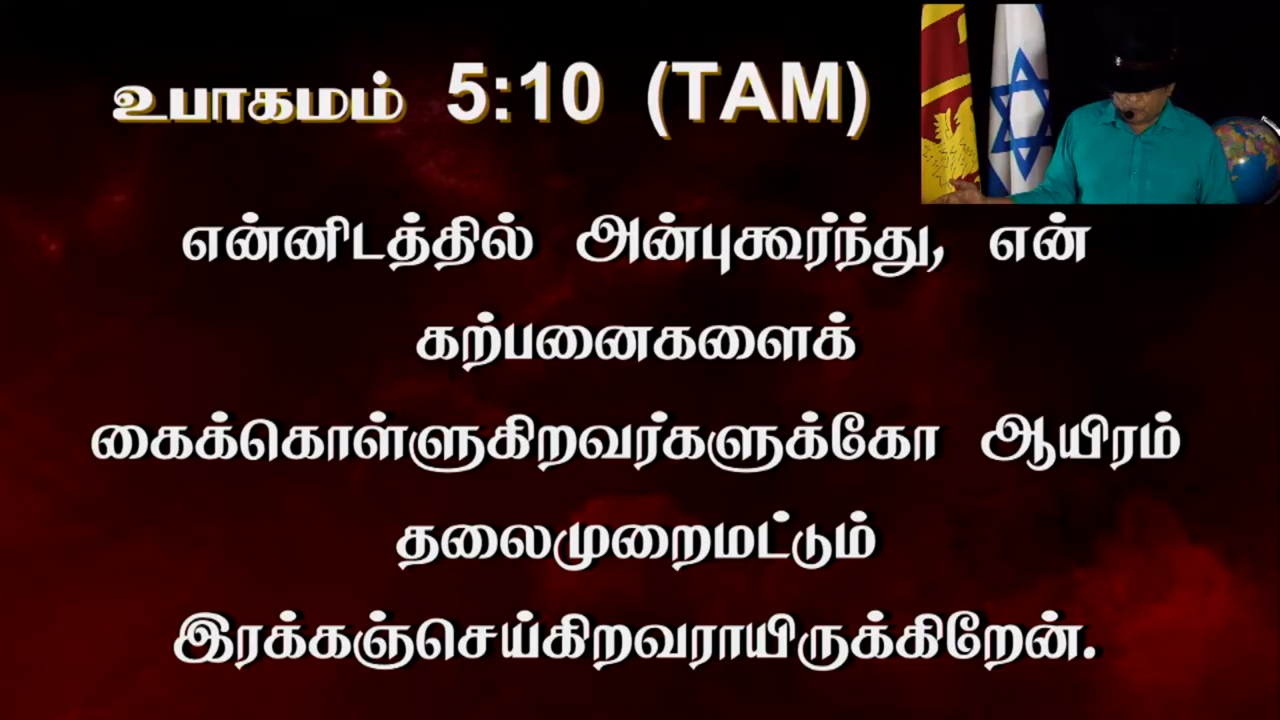 உபாகமம் 5:10 (TAM)
என்னிடத்தில் அன்புகூர்ந்து, என்
கற்பனைகளைக்
கைக்கொள்ளுகிறவர்களுக்கோ ஆயிரம்
தலைமுறைமட்டும்
இரக்கஞ்செய்கிறவராயிருக்கிறேன்.